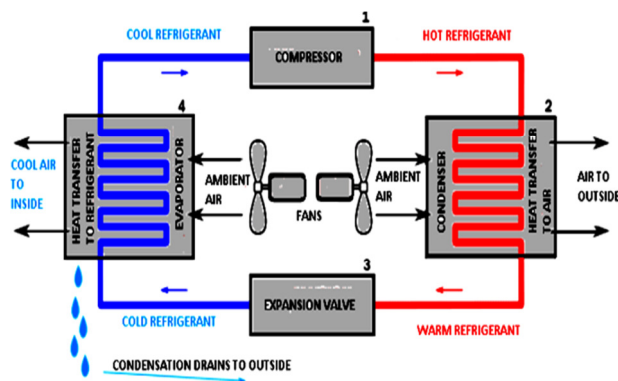 1
COOL REFRIGERANT
HOT REFRIGERANT
COMPRESSOR
4
2
COOL AIR
TO
INSIDE
HEAT TRANSFER
TO REFRIGERANT
EVAPORATOR
AMBIENT
AIR
FANS
AMBIENT
AIR
CONDENSER
HEAT TRANSFER
TO AIR
AIR TO
OUTSIDE
3
EXPANSION VALVE
COLD REFRIGERANT
WARM REFRIGERANT
CONDENSATION DRAINS TO OUTSIDE